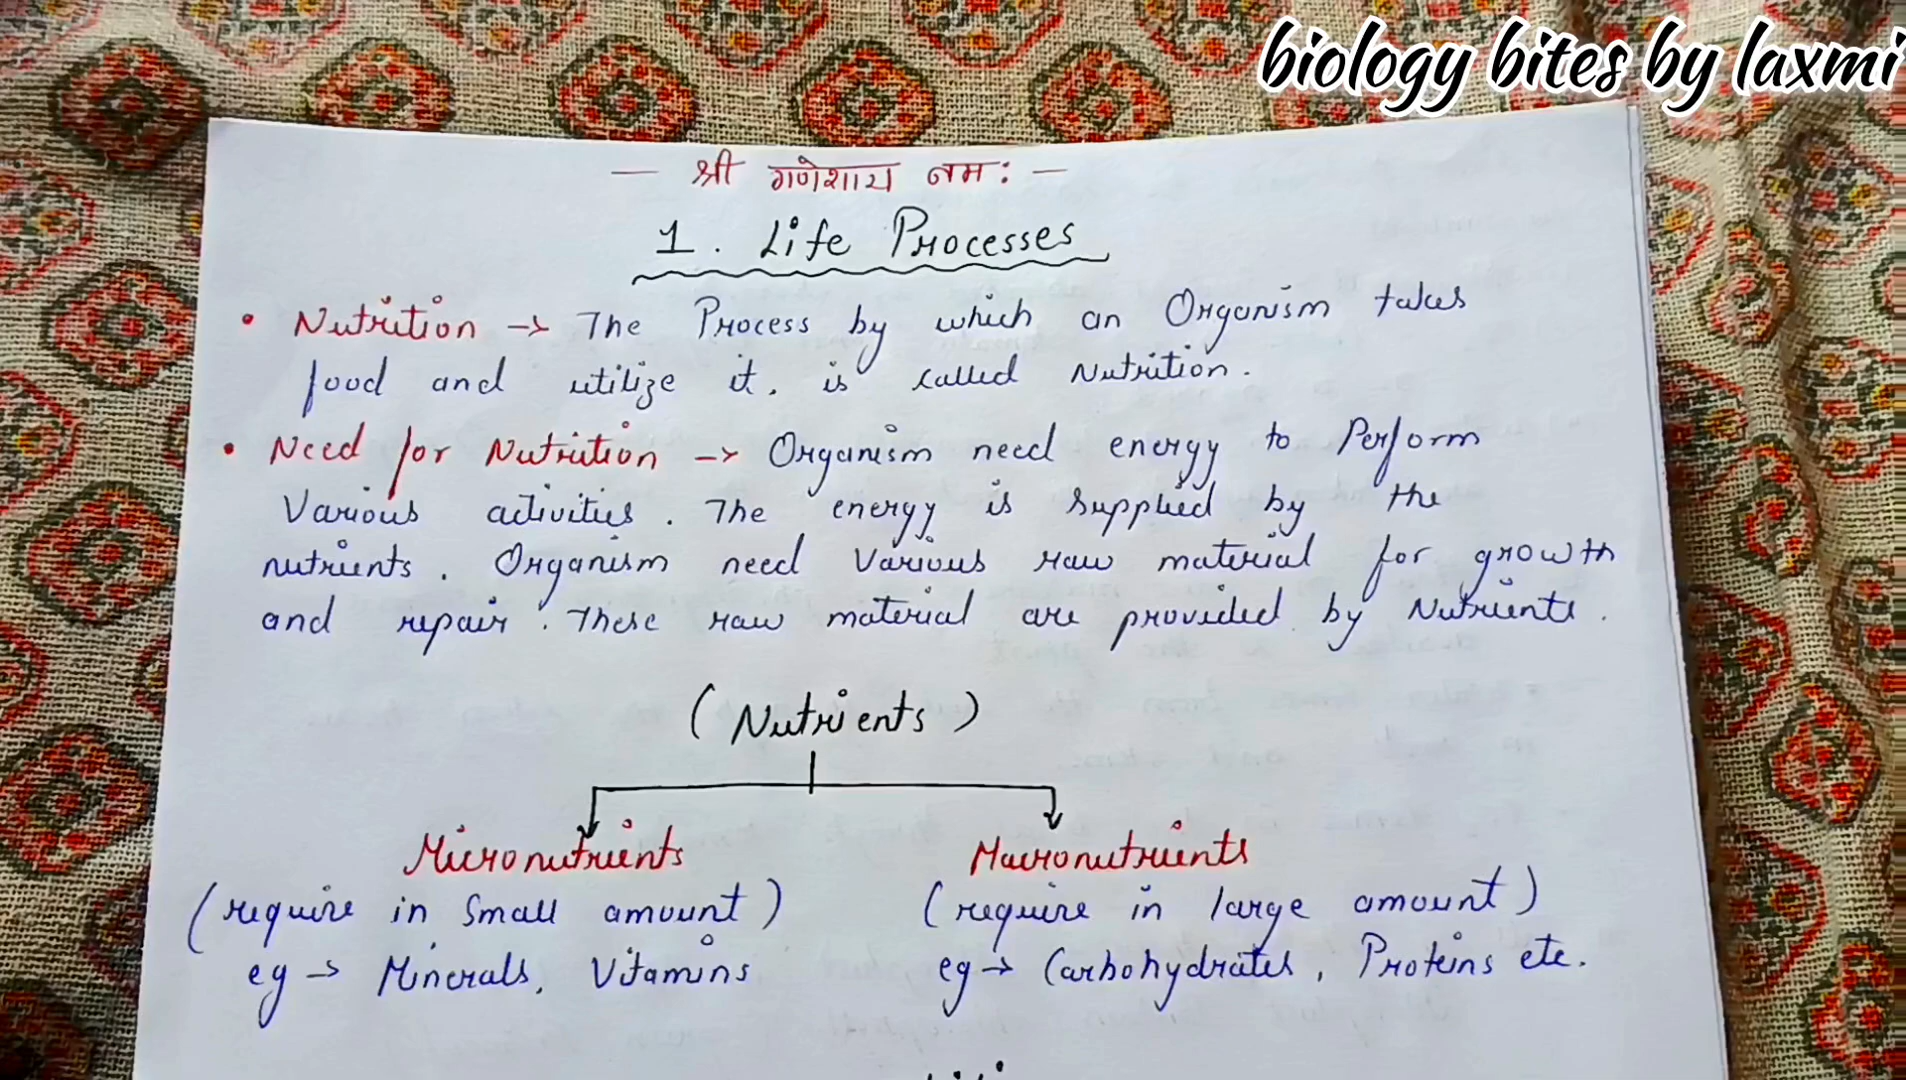 biology bites by laxmi
— श्री गणेशाय नमः —
1. Life Processes
• Nutrition → The Process by which an Organism takes
food and utilize it. is called Nutrition.
• Need for Nutrition → Organism need energy to Perform
Various activities. The energy is supplied by the
nutrients. Organism need Various raw material for growth
and repair. These raw material are provided by Nutrients.
(Nutrients)
Micronutrients Macronutrients
(require in Small amount) (require in large amount)
eg → Minerals, Vitamins eg → Carbohydrates, Proteins etc.